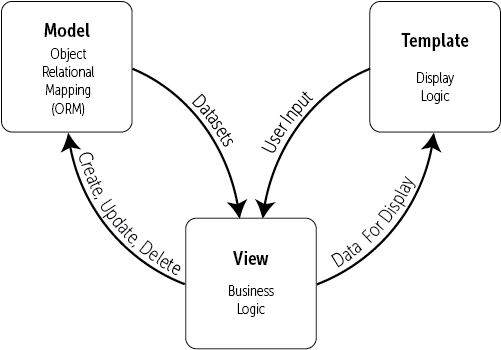 Model
Object
Relational
Mapping
(ORM)
Template
Display
Logic
Datasets
User Input
Create, Update, Delete
Data For Display
View
Business
Logic